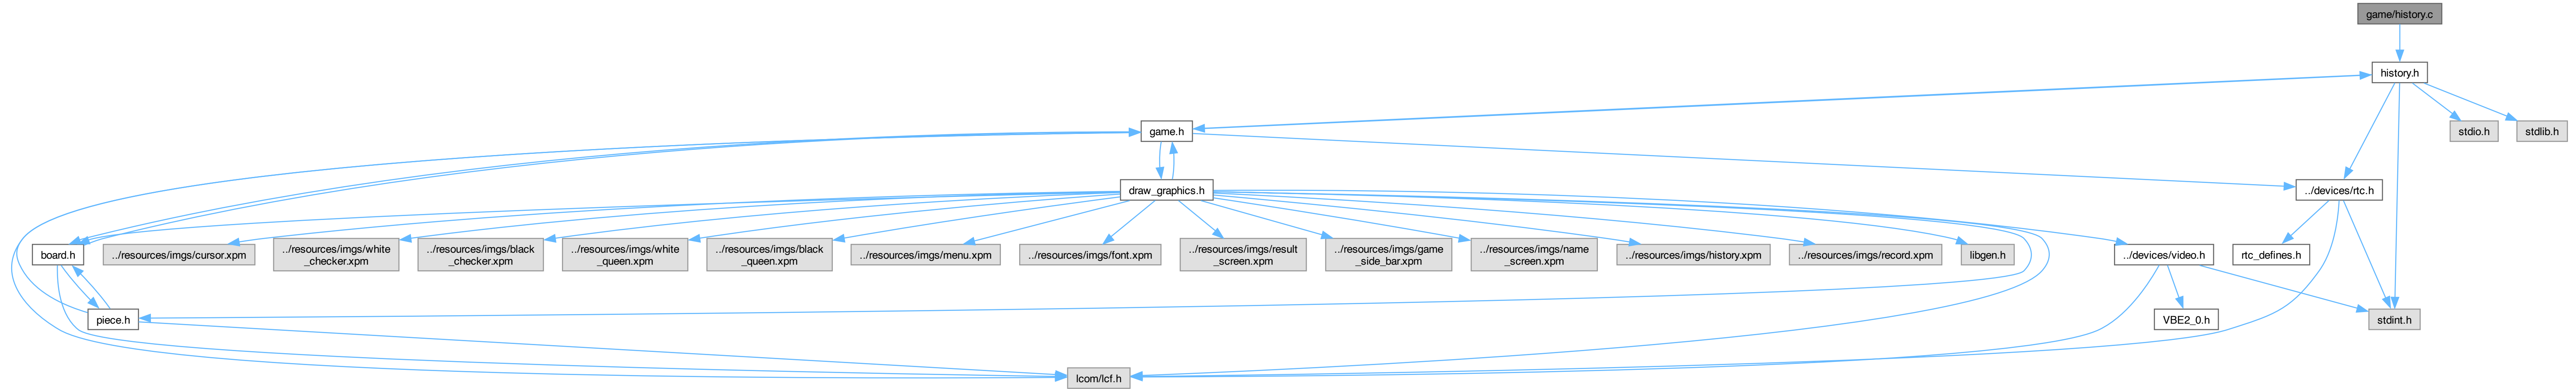 game/history.c
history.h
game.h
stdio.h
stdlib.h
draw_graphics.h
../devices/rtc.h
board.h
../resources/imgs/cursor.xpm
../resources/imgs/white
_checker.xpm
../resources/imgs/black
_checker.xpm
../resources/imgs/white
_queen.xpm
../resources/imgs/black
_queen.xpm
../resources/imgs/menu.xpm
../resources/imgs/font.xpm
../resources/imgs/result
_screen.xpm
../resources/imgs/game
_side_bar.xpm
../resources/imgs/name
_screen.xpm
../resources/imgs/history.xpm
../resources/imgs/record.xpm
libgen.h
../devices/video.h
rtc_defines.h
piece.h
VBE2_0.h
stdint.h
lcom/lcf.h